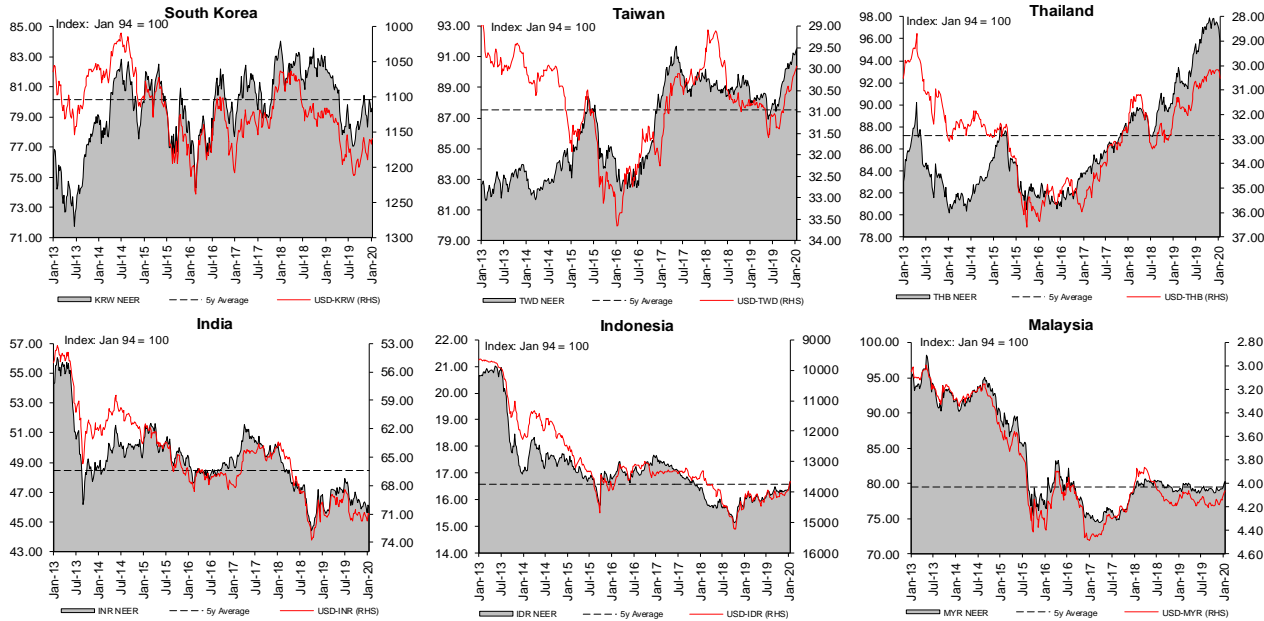 South Korea
Index: Jan 94 = 100
85.00
83.00
81.00
79.00
77.00
75.00
73.00
71.00
1000
1050
1100
1150
1200
1250
1300
Jan-13
Jul-13
Jan-14
Jul-14
Jan-15
Jul-15
Jan-16
Jul-16
Jan-17
Jul-17
Jan-18
Jul-18
Jan-19
Jul-19
Jan-20
KRW NEER 5y Average USD-KRW (RHS)
Taiwan
Index: Jan 94 = 100
93.00
91.00
89.00
87.00
85.00
83.00
81.00
79.00
29.00
29.50
30.00
30.50
31.00
31.50
32.00
32.50
33.00
33.50
34.00
Jan-13
Jul-13
Jan-14
Jul-14
Jan-15
Jul-15
Jan-16
Jul-16
Jan-17
Jul-17
Jan-18
Jul-18
Jan-19
Jul-19
Jan-20
TWD NEER 5y Average USD-TWD (RHS)
Thailand
Index: Jan 94 = 100
98.00
96.00
94.00
92.00
90.00
88.00
86.00
84.00
82.00
80.00
78.00
28.00
29.00
30.00
31.00
32.00
33.00
34.00
35.00
36.00
37.00
Jan-13
Jul-13
Jan-14
Jul-14
Jan-15
Jul-15
Jan-16
Jul-16
Jan-17
Jul-17
Jan-18
Jul-18
Jan-19
Jul-19
Jan-20
THB NEER 5y Average USD-THB (RHS)
India
Index: Jan 94 = 100
57.00
55.00
53.00
51.00
49.00
47.00
45.00
43.00
53.00
56.00
59.00
62.00
65.00
68.00
71.00
74.00
Jan-13
Jul-13
Jan-14
Jul-14
Jan-15
Jul-15
Jan-16
Jul-16
Jan-17
Jul-17
Jan-18
Jul-18
Jan-19
Jul-19
Jan-20
INR NEER 5y Average USD-INR (RHS)
Indonesia
Index: Jan 94 = 100
22.00
21.00
20.00
19.00
18.00
17.00
16.00
15.00
14.00
9000
10000
11000
12000
13000
14000
15000
16000
Jan-13
Jul-13
Jan-14
Jul-14
Jan-15
Jul-15
Jan-16
Jul-16
Jan-17
Jul-17
Jan-18
Jul-18
Jan-19
Jul-19
Jan-20
IDR NEER 5y Average USD-IDR (RHS)
Malaysia
Index: Jan 94 = 100
100.00
95.00
90.00
85.00
80.00
75.00
70.00
2.80
3.00
3.20
3.40
3.60
3.80
4.00
4.20
4.40
4.60
Jan-13
Jul-13
Jan-14
Jul-14
Jan-15
Jul-15
Jan-16
Jul-16
Jan-17
Jul-17
Jan-18
Jul-18
Jan-19
Jul-19
Jan-20
MYR NEER 5y Average USD-MYR (RHS)